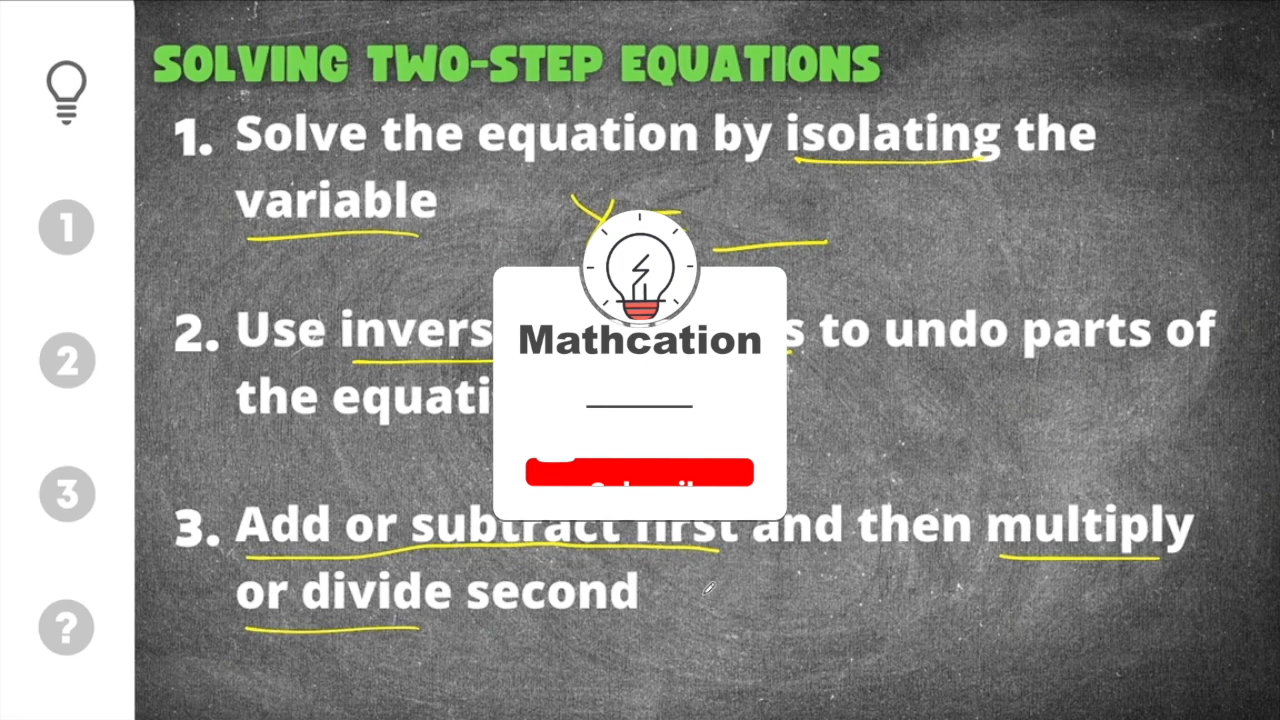 SOLVING TWO-STEP EQUATIONS
1. Solve the equation by isolating the
variable
2. Use invers s to undo parts of
the equati
Mathcation
3. Add or subtract first and then multiply
or divide second
1
2
3
?